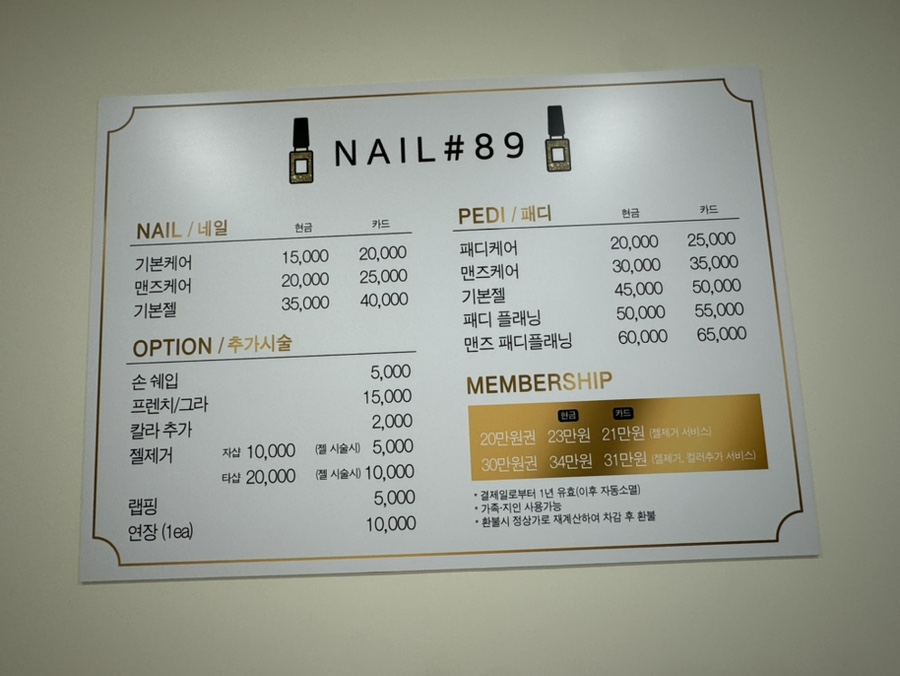 NAIL#89
NAIL / 네일 현금 카드
기본케어 15,000 20,000
맨즈케어 20,000 25,000
기본젤 35,000 40,000
OPTION / 추가시술
손 쉐입 5,000
프렌치/그라 15,000
칼라 추가 2,000
젤제거 자샵 10,000 (젤 시술시) 5,000
타샵 20,000 (젤 시술시) 10,000
랩핑 5,000
연장 (1ea) 10,000
PEDI / 패디 현금 카드
패디케어 20,000 25,000
맨즈케어 30,000 35,000
기본젤 45,000 50,000
패디 플래닝 50,000 55,000
맨즈 패디플래닝 60,000 65,000
MEMBERSHIP
현금 카드
20만원권 23만원 21만원 (젤제거 서비스)
30만원권 34만원 31만원 (젤제거, 컬러추가 서비스)
* 결제일로부터 1년 유효(이후 자동소멸)
* 가족·지인 사용가능
* 환불시 정상가로 재계산하여 차감 후 환불